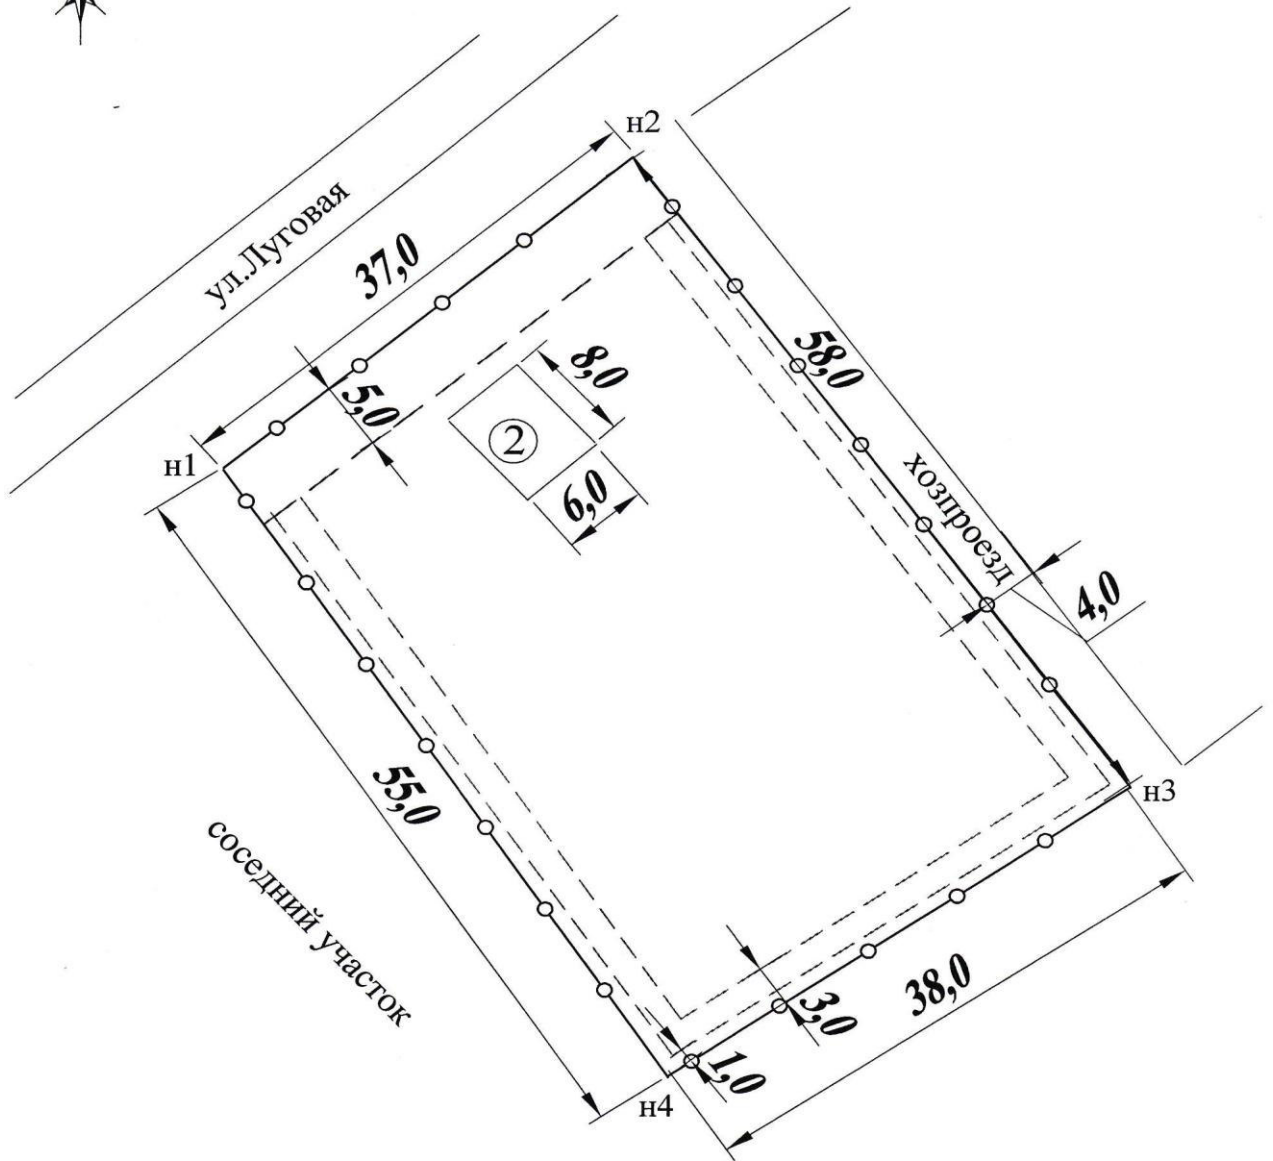 н2
ул.Луговая
37,0
58,0
5,0
8,0
2
6,0
н1
хозпроезд
4,0
55,0
н3
соседний участок
38,0
3,0
1,0
н4